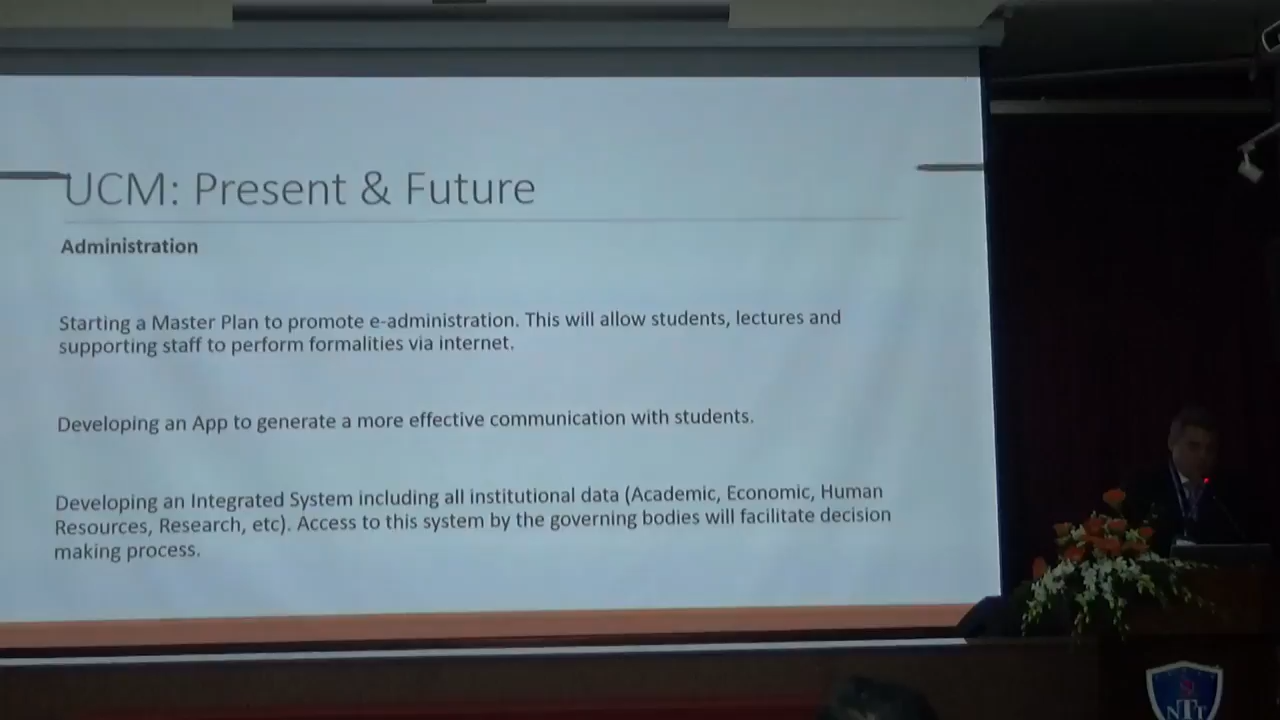 UCM: Present & Future
Administration
Starting a Master Plan to promote e-administration. This will allow students, lectures and
supporting staff to perform formalities via internet.
Developing an App to generate a more effective communication with students.
Developing an Integrated System including all institutional data (Academic, Economic, Human
Resources, Research, etc). Access to this system by the governing bodies will facilitate decision
making process.
NTT